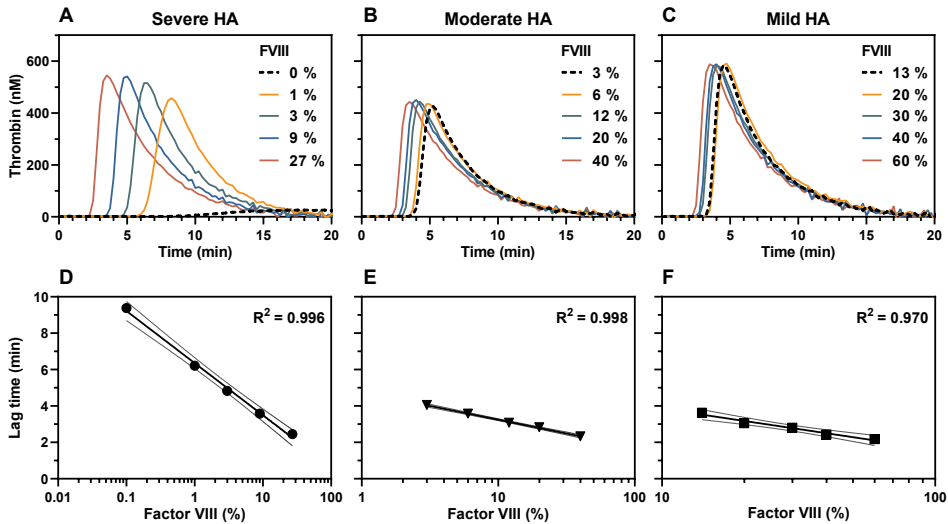 A Severe HA
B Moderate HA
C Mild HA
Thrombin (nM)
600
400
200
0
FVIII
0 %
1 %
3 %
9 %
27 %
0 5 10 15 20
Time (min)
FVIII
3 %
6 %
12 %
20 %
40 %
0 5 10 15 20
Time (min)
FVIII
13 %
20 %
30 %
40 %
60 %
0 5 10 15 20
Time (min)
D
E
F
Lag time (min)
10
8
6
4
2
0
R² = 0.996
0.01 0.1 1 10 100
Factor VIII (%)
R² = 0.998
1 10 100
Factor VIII (%)
R² = 0.970
10 100
Factor VIII (%)